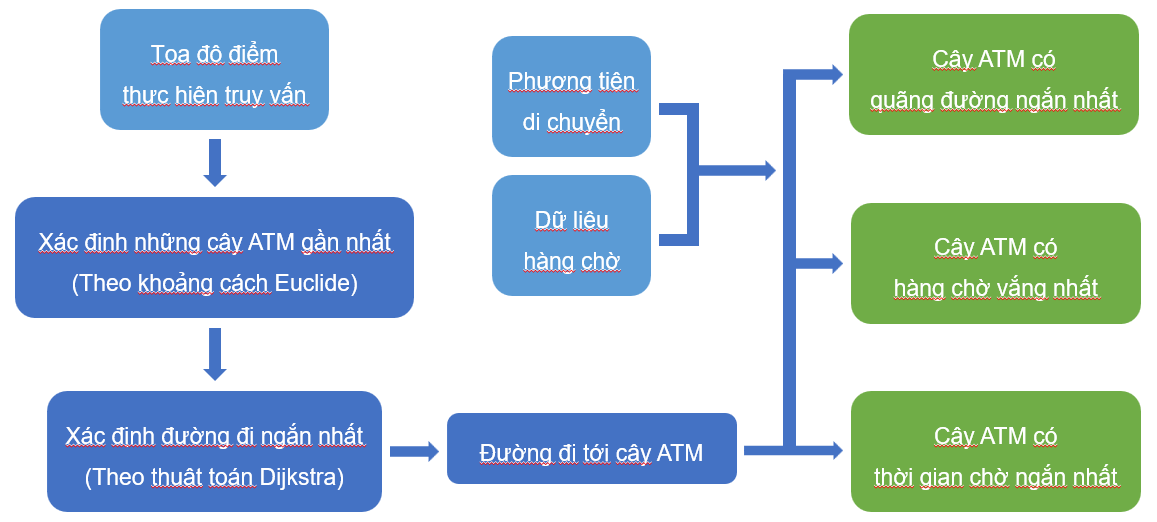 Tọa độ điểm
thực hiện truy vấn
Xác định những cây ATM gần nhất
(Theo khoảng cách Euclide)
Xác định đường đi ngắn nhất
(Theo thuật toán Dijkstra)
Phương tiện
di chuyển
Dữ liệu
hàng chờ
Đường đi tới cây ATM
Cây ATM có
quãng đường ngắn nhất
Cây ATM có
hàng chờ vắng nhất
Cây ATM có
thời gian chờ ngắn nhất